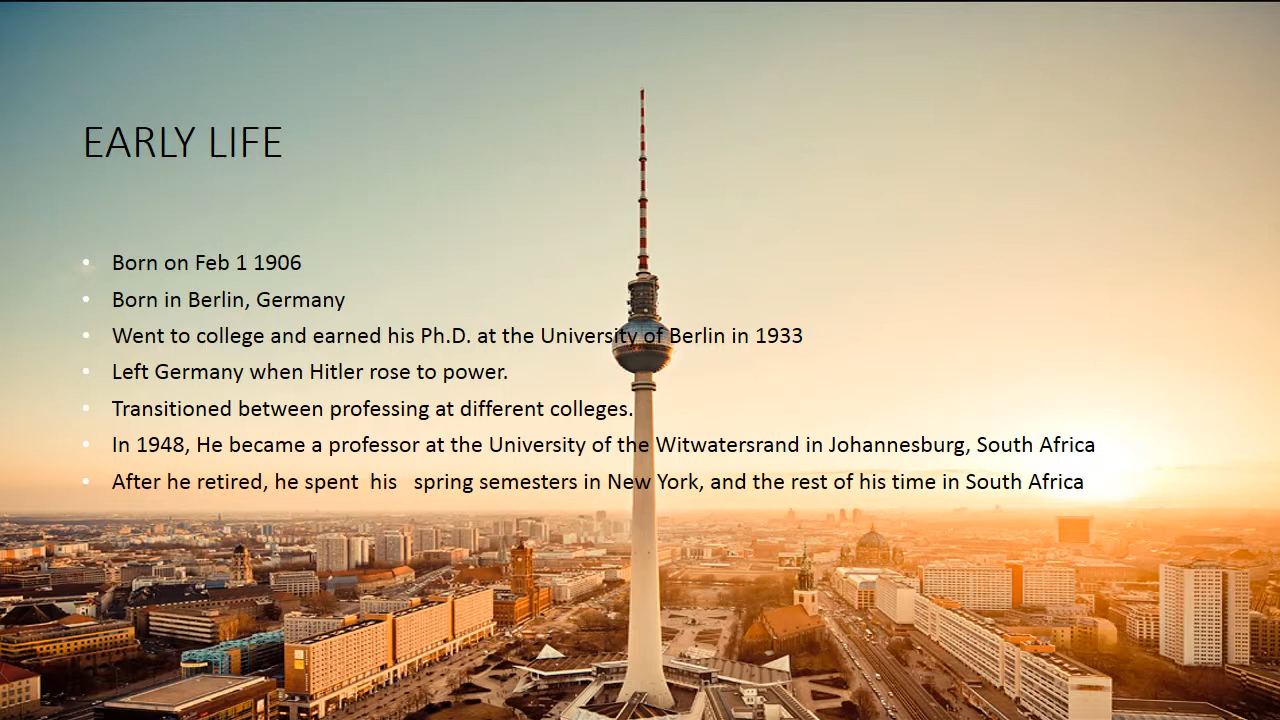 EARLY LIFE
• Born on Feb 1 1906
• Born in Berlin, Germany
• Went to college and earned his Ph.D. at the University of Berlin in 1933
• Left Germany when Hitler rose to power.
• Transitioned between professing at different colleges.
• In 1948, He became a professor at the University of the Witwatersrand in Johannesburg, South Africa
• After he retired, he spent  his   spring semesters in New York, and the rest of his time in South Africa